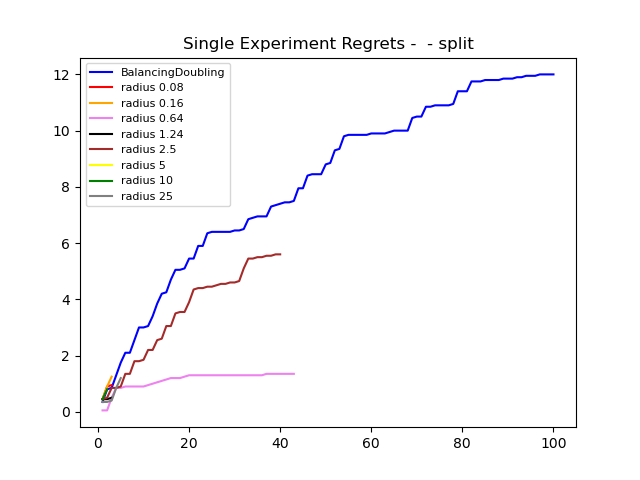 Single Experiment Regrets -  - split
BalancingDoubling
radius 0.08
radius 0.16
radius 0.64
radius 1.24
radius 2.5
radius 5
radius 10
radius 25
12
10
8
6
4
2
0
0 20 40 60 80 100